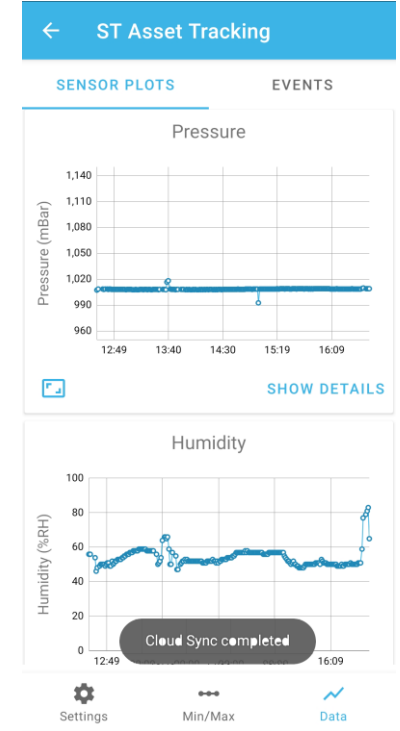 ST Asset Tracking
SENSOR PLOTS
EVENTS
Pressure
Pressure (mBar)
1,140
1,110
1,080
1,050
1,020
990
960
12:49
13:40
14:30
15:19
16:09
SHOW DETAILS
Humidity
Humidity (%RH)
100
80
60
40
20
0
12:49
16:09
Cloud Sync completed
Settings
Min/Max
Data